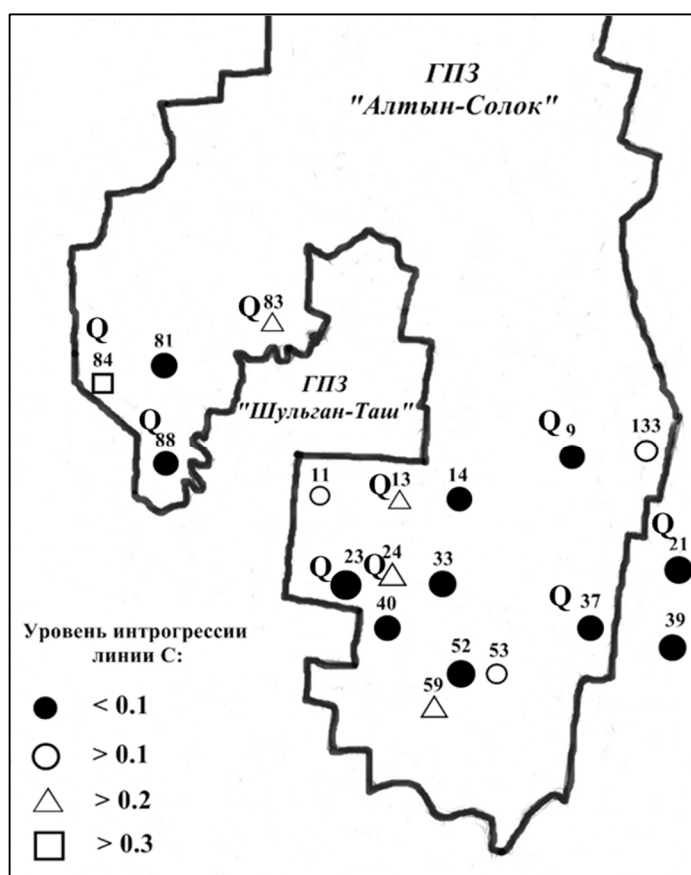 ГПЗ
"Алтын-Солок"
Q 83
Q
84
81
ГПЗ
"Шульган-Таш"
Q
88
Q 9
133
11
Q 13
14
Q
21
Q 23
Q 24
33
Q 37
40
39
52
53
59
Уровень интрогрессии
линии С:
< 0.1
> 0.1
> 0.2
> 0.3